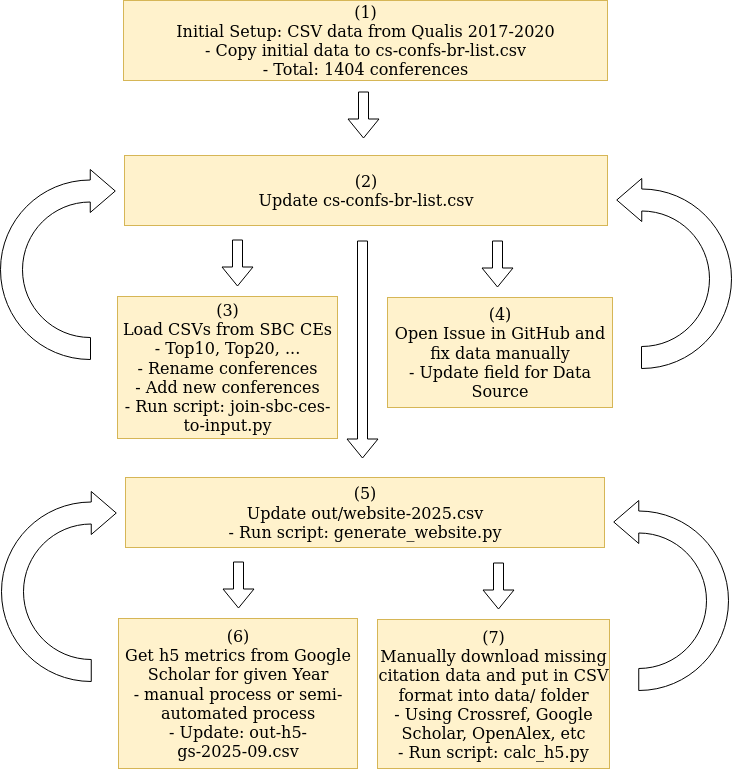 (1)
Initial Setup: CSV data from Qualis 2017-2020
- Copy initial data to cs-confs-br-list.csv
- Total: 1404 conferences
(2)
Update cs-confs-br-list.csv
(3)
Load CSVs from SBC CEs
- Top10, Top20, ...
- Rename conferences
- Add new conferences
- Run script: join-sbc-ces-
to-input.py
(4)
Open Issue in GitHub and
fix data manually
- Update field for Data
Source
(5)
Update out/website-2025.csv
- Run script: generate_website.py
(6)
Get h5 metrics from Google
Scholar for given Year
- manual process or semi-
automated process
- Update: out-h5-
gs-2025-09.csv
(7)
Manually download missing
citation data and put in CSV
format into data/ folder
- Using Crossref, Google
Scholar, OpenAlex, etc
- Run script: calc_h5.py